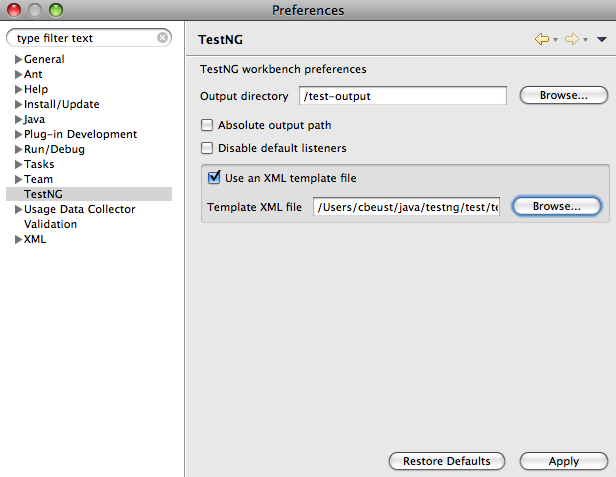 Preferences
type filter text
General
Ant
Help
Install/Update
Java
Plug-in Development
Run/Debug
Tasks
Team
TestNG
Usage Data Collector
Validation
XML
TestNG
TestNG workbench preferences
Output directory /test-output Browse...
Absolute output path
Disable default listeners
Use an XML template file
Template XML file /Users/cbeust/java/testng/test/te Browse...
Restore Defaults Apply